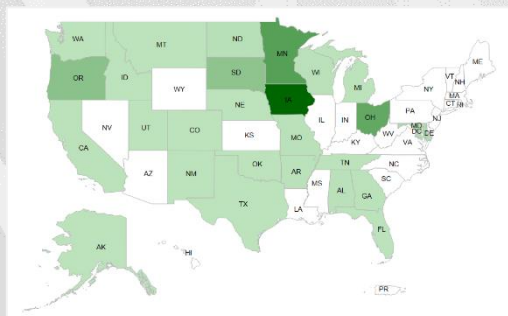 WA
MT
ND
MN
ME
OR
ID
SD
WI
MI
VT
NH
NY
MA
CT
RI
WY
IA
NE
PA
NJ
NV
UT
CO
IL
IN
OH
MD
DC
DE
WV
VA
CA
KS
MO
KY
NC
TN
AZ
NM
OK
AR
SC
MS
AL
GA
TX
LA
FL
AK
HI
PR